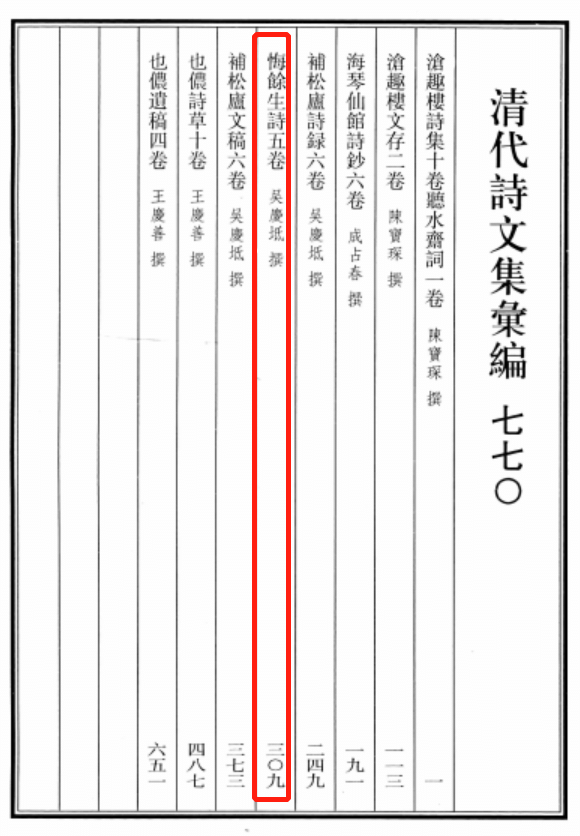 清代詩文集彙編 七七〇
滄趣樓詩集十卷聽水齋詞一卷 陳寶琛 撰 一
滄趣樓文存二卷 陳寶琛 撰 一一三
海琴仙館詩鈔六卷 成占春 撰 一九一
補松廬詩録六卷 吳慶坻 撰 二四九
悔餘生詩五卷 吳慶坻 撰 三〇九
補松廬文稿六卷 吳慶坻 撰 三七三
也儂詩草十卷 王慶善 撰 四八七
也儂遺稿四卷 王慶善 撰 六五一